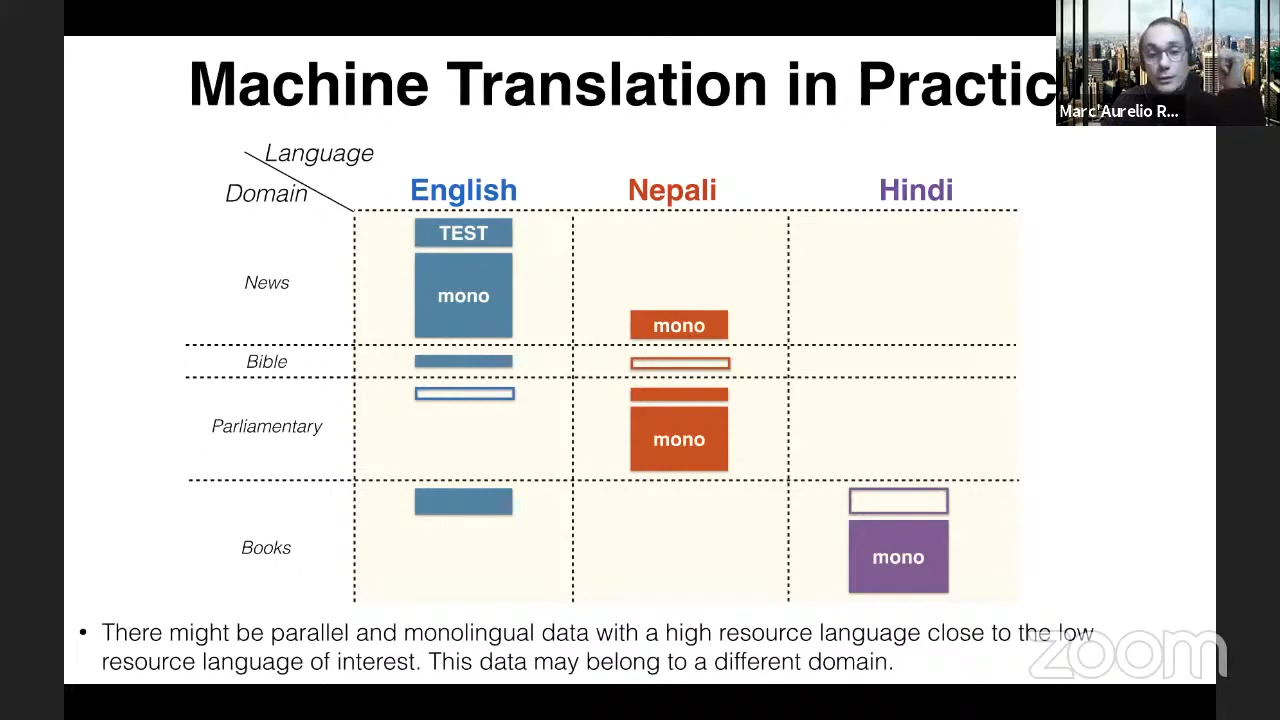 Machine Translation in Practic
Marc'Aurelio R...
Language
Domain
English
Nepali
Hindi
TEST
News
mono
mono
Bible
Parliamentary
mono
Books
mono
• There might be parallel and monolingual data with a high resource language close to the low
resource language of interest. This data may belong to a different domain.
zoom